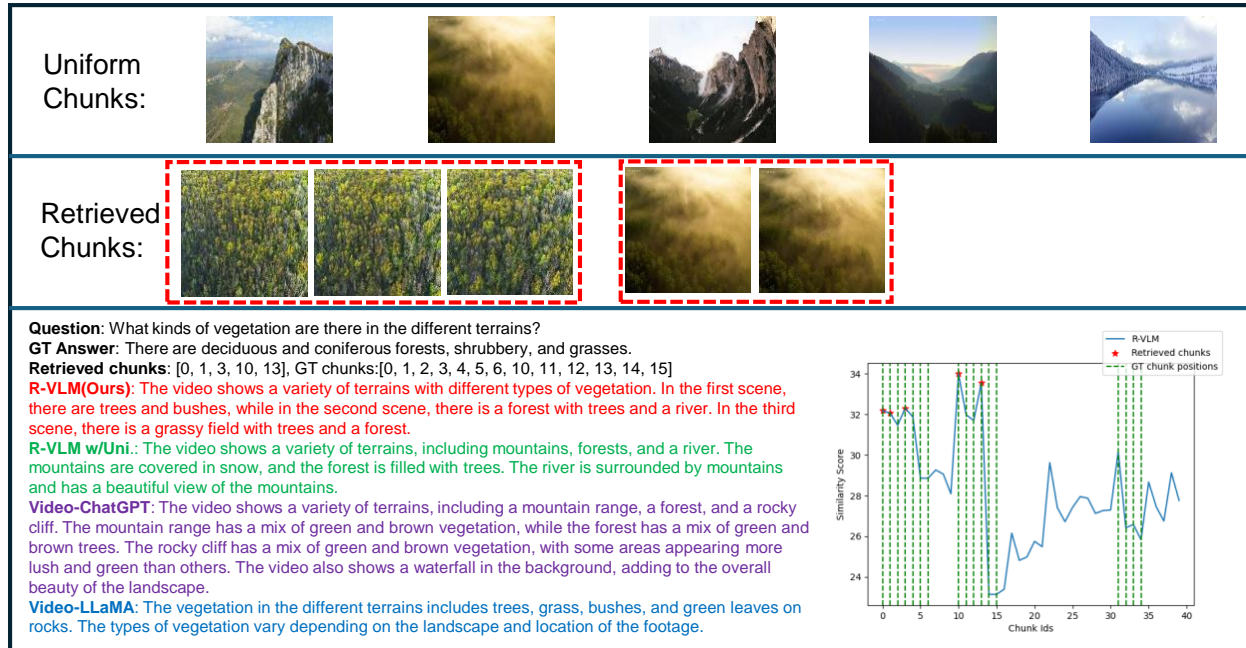 Uniform
Chunks:
Retrieved
Chunks:
Question: What kinds of vegetation are there in the different terrains?
GT Answer: There are deciduous and coniferous forests, shrubbery, and grasses.
Retrieved chunks: [0, 1, 3, 10, 13], GT chunks:[0, 1, 2, 3, 4, 5, 6, 10, 11, 12, 13, 14, 15]
R-VLM(Ours): The video shows a variety of terrains with different types of vegetation. In the first scene,
there are trees and bushes, while in the second scene, there is a forest with trees and a river. In the third
scene, there is a grassy field with trees and a forest.
R-VLM w/Uni.: The video shows a variety of terrains, including mountains, forests, and a river. The
mountains are covered in snow, and the forest is filled with trees. The river is surrounded by mountains
and has a beautiful view of the mountains.
Video-ChatGPT: The video shows a variety of terrains, including a mountain range, a forest, and a rocky
cliff. The mountain range has a mix of green and brown vegetation, while the forest has a mix of green and
brown trees. The rocky cliff has a mix of green and brown vegetation, with some areas appearing more
lush and green than others. The video also shows a waterfall in the background, adding to the overall
beauty of the landscape.
Video-LLaMA: The vegetation in the different terrains includes trees, grass, bushes, and green leaves on
rocks. The types of vegetation vary depending on the landscape and location of the footage.
R-VLM
Retrieved chunks
GT chunk positions
Similarity Score
34
32
30
28
26
24
0 5 10 15 20 25 30 35 40
Chunk Ids